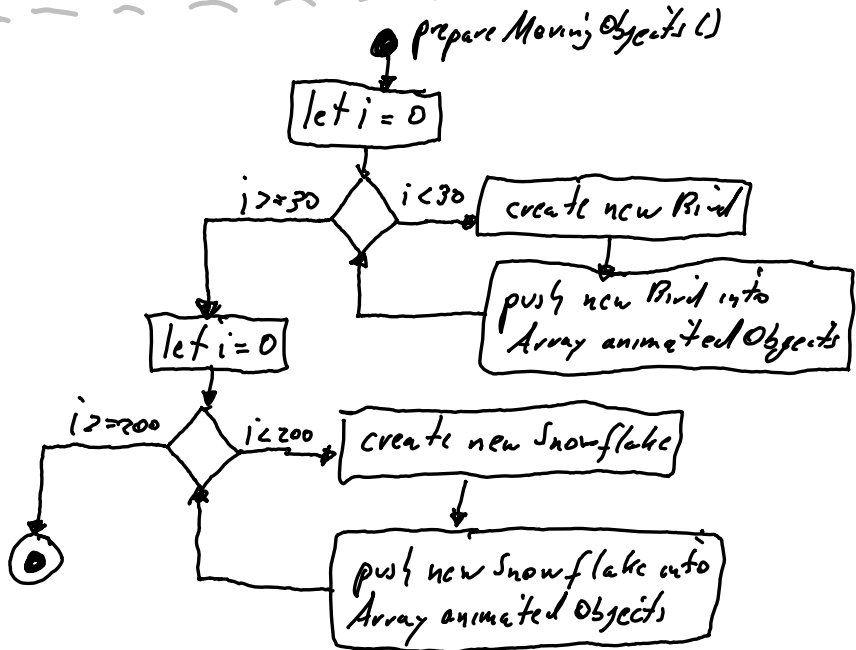 prepare Moving Objects ()
let i = 0
i >= 30
i < 30
create new Bird
push new Bird into
Array animated Objects
let i = 0
i >= 200
i < 200
create new Snowflake
push new Snowflake into
Array animated Objects